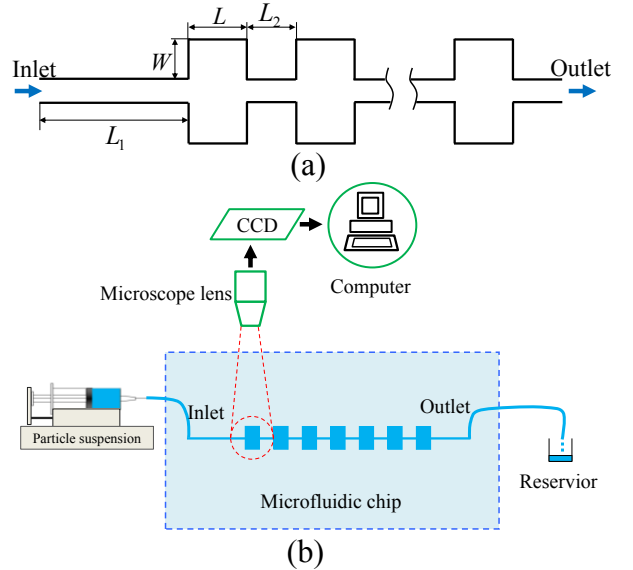 L L₂
W
Inlet Outlet
L₁
(a)
CCD
Microscope lens Computer
Inlet Outlet
Particle suspension
Reservior
Microfluidic chip
(b)